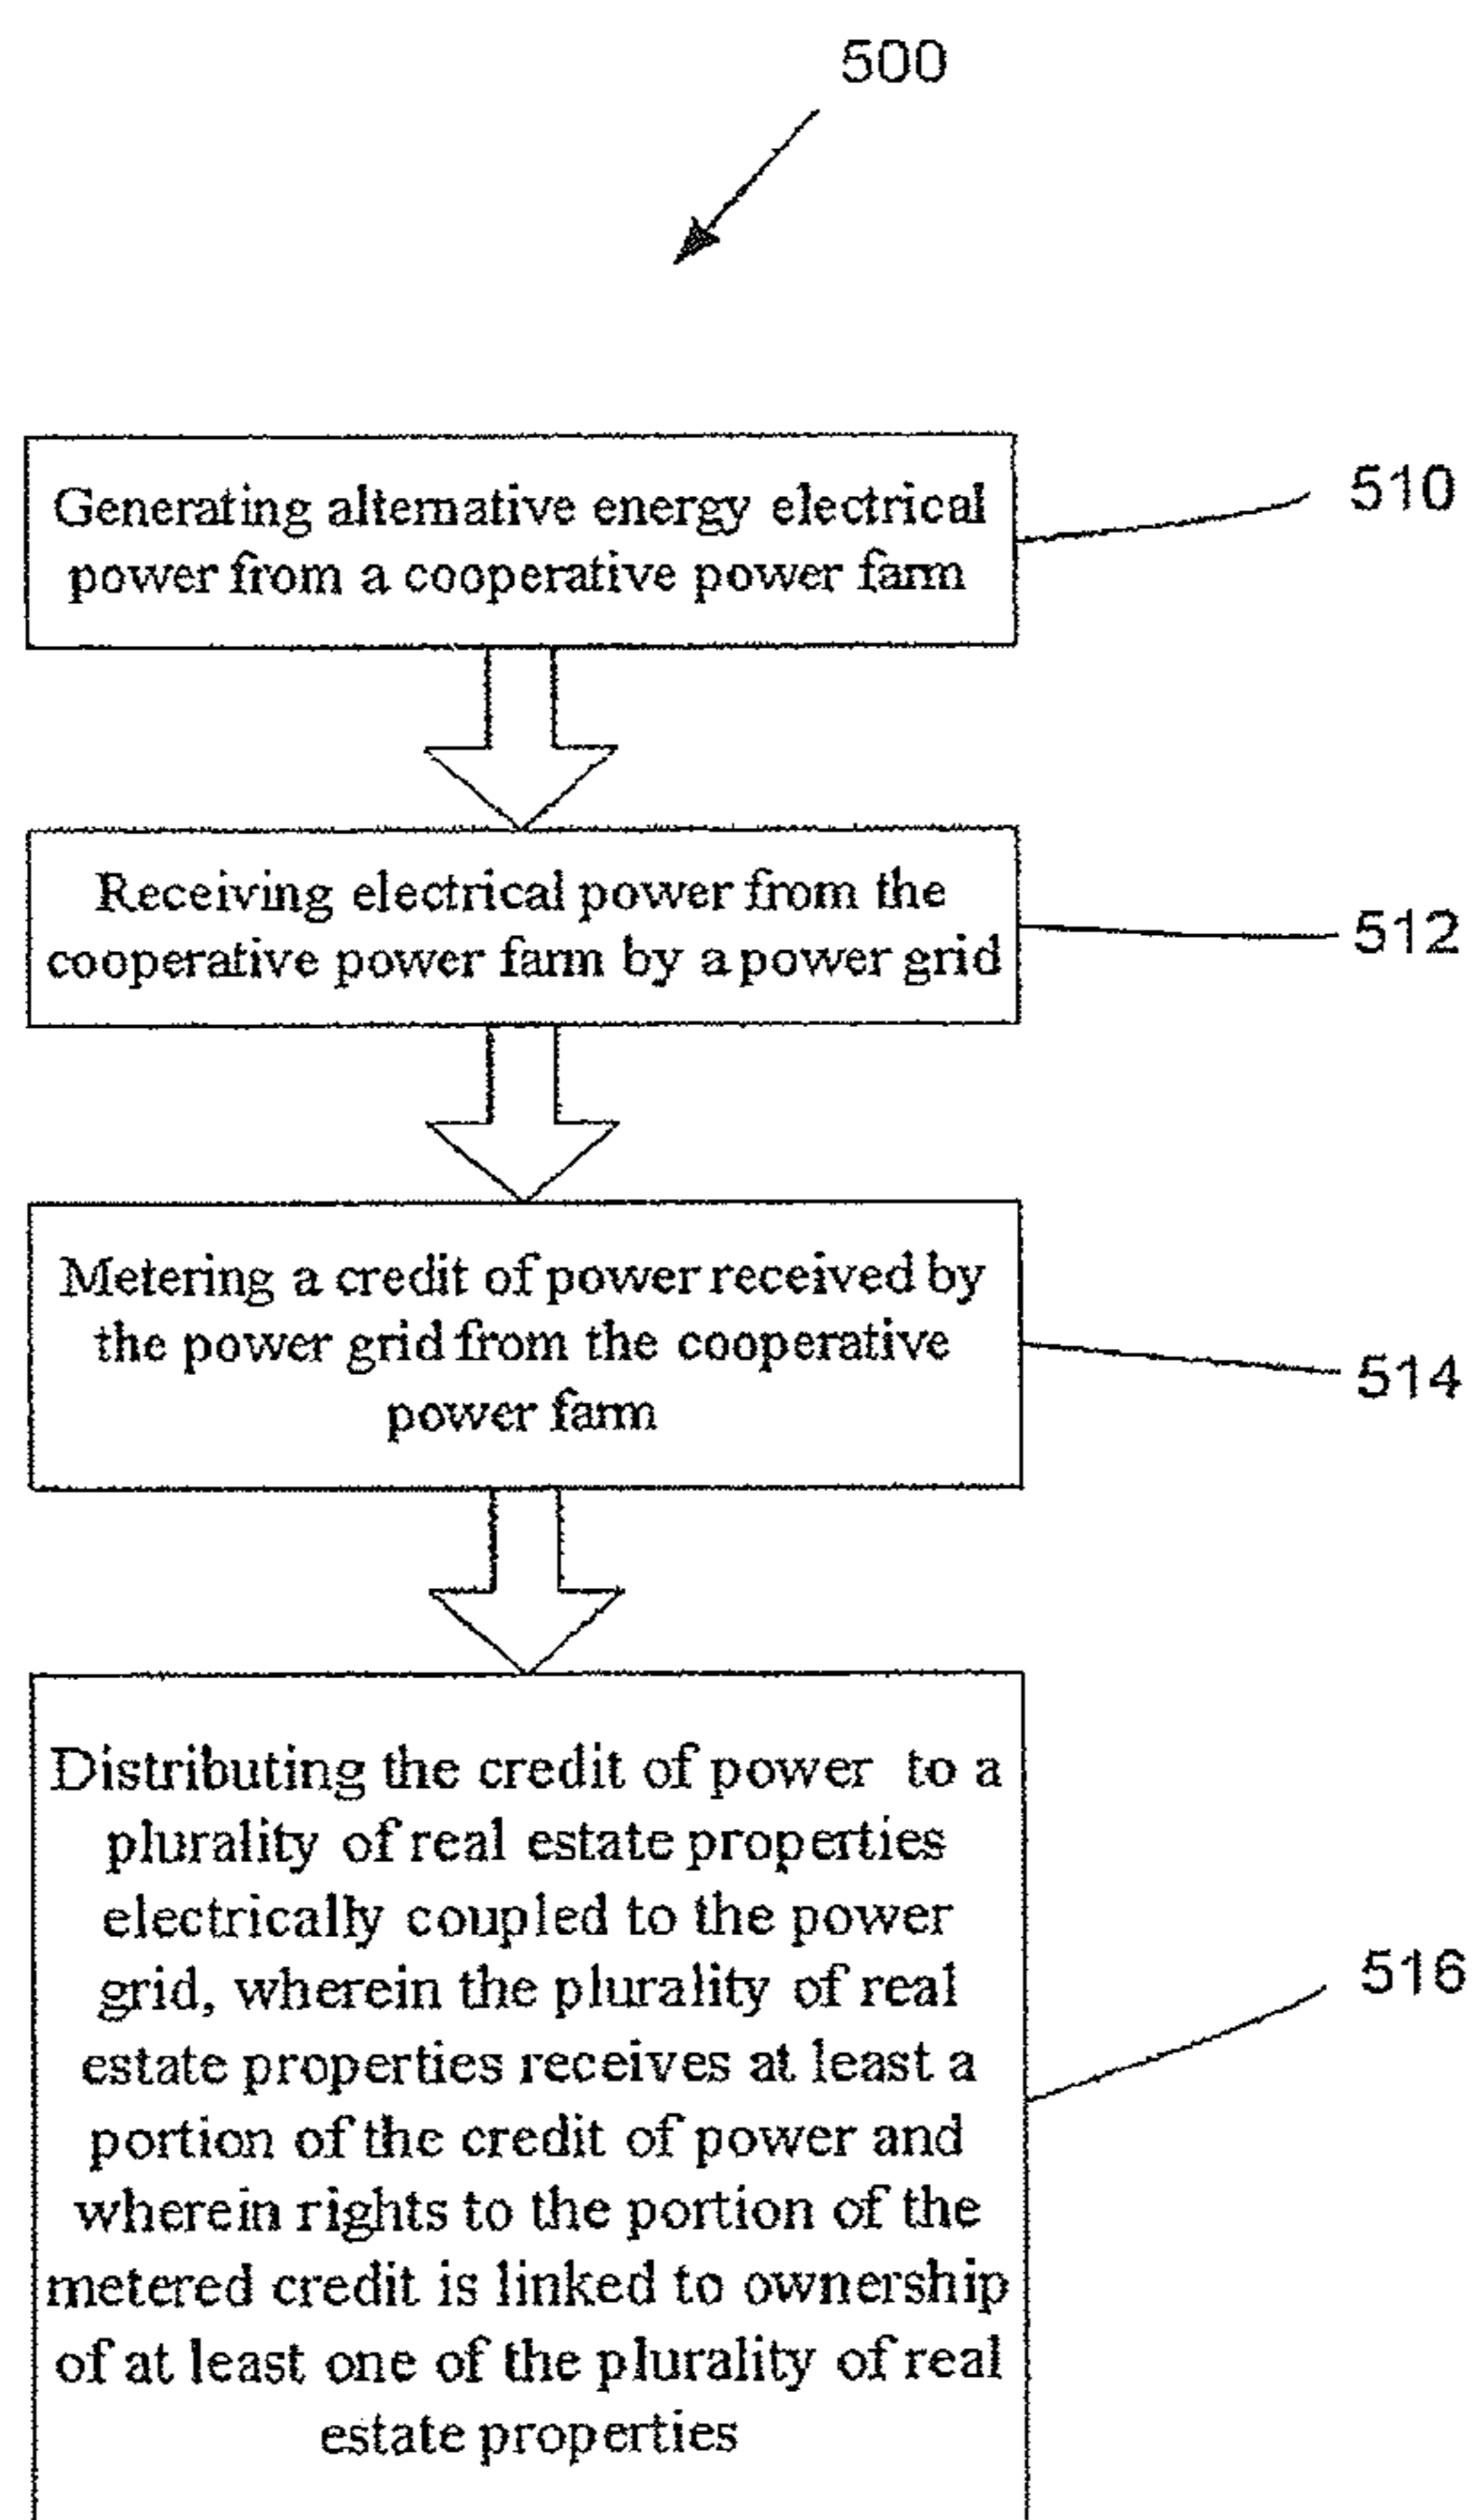 500
Generating alternative energy electrical
power from a cooperative power farm
510
Receiving electrical power from the
cooperative power farm by a power grid
512
Metering a credit of power received by
the power grid from the cooperative
power farm
514
Distributing the credit of power to a
plurality of real estate properties
electrically coupled to the power
grid, wherein the plurality of real
estate properties receives at least a
portion of the credit of power and
wherein rights to the portion of the
metered credit is linked to ownership
of at least one of the plurality of real
estate properties
516